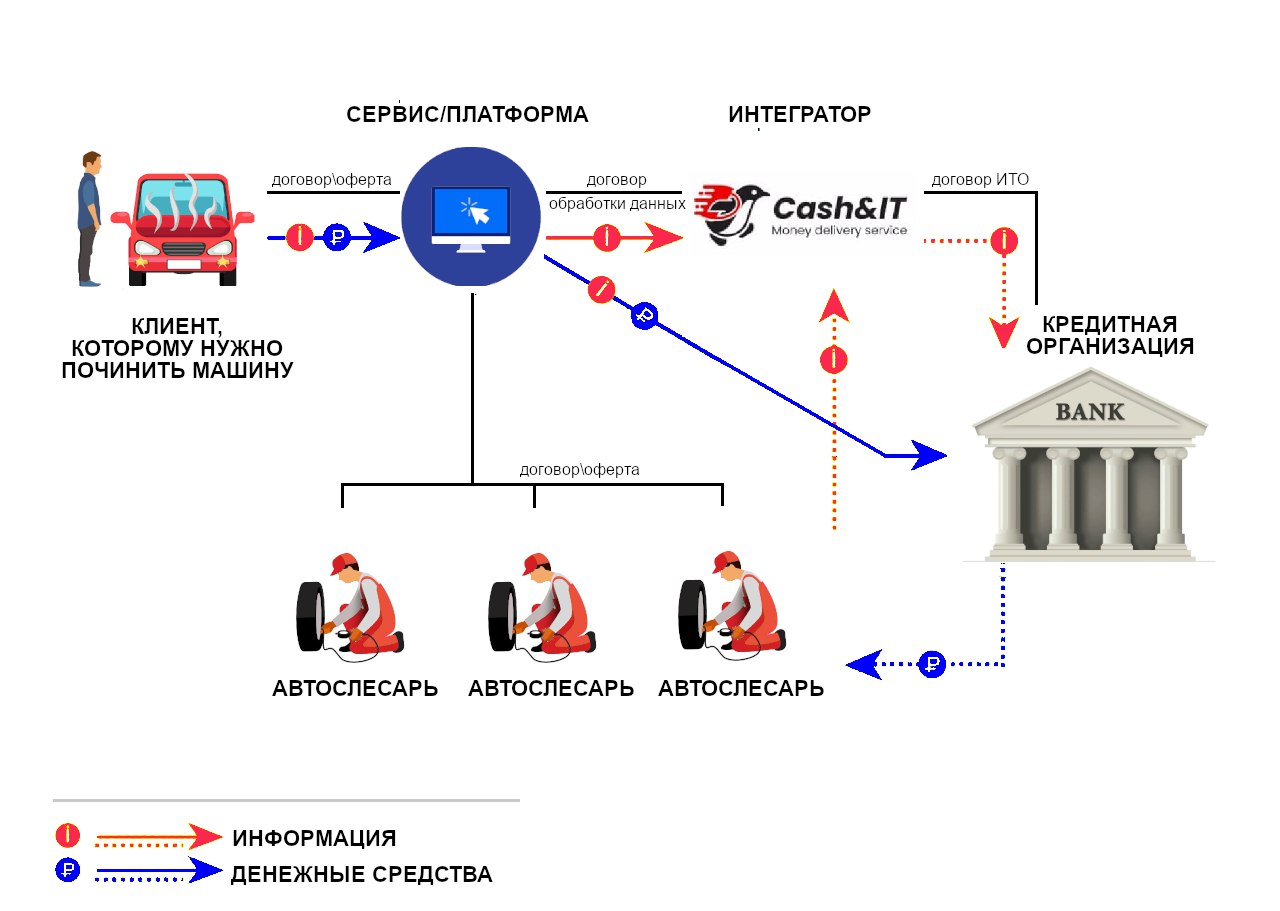 СЕРВИС/ПЛАТФОРМА
ИНТЕГРАТОР
договор\оферта
договор
обработки данных
договор ИТО
Cash&IT
Money delivery service
i
₽
i
i
i
₽
i
КЛИЕНТ,
КОТОРОМУ НУЖНО
ПОЧИНИТЬ МАШИНУ
КРЕДИТНАЯ
ОРГАНИЗАЦИЯ
BANK
договор\оферта
₽
АВТОСЛЕСАРЬ
АВТОСЛЕСАРЬ
АВТОСЛЕСАРЬ
i
ИНФОРМАЦИЯ
₽
ДЕНЕЖНЫЕ СРЕДСТВА